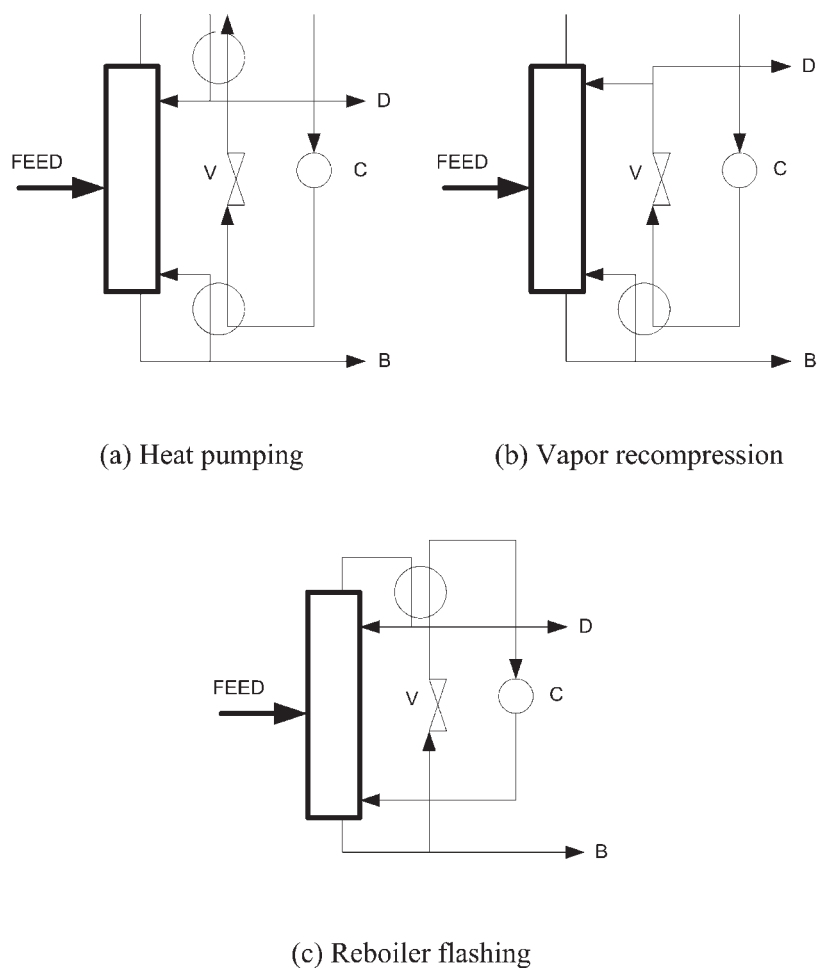 D
D
FEED
V
C
FEED
V
C
B
B
(a) Heat pumping
(b) Vapor recompression
D
FEED
V
C
B
(c) Reboiler flashing